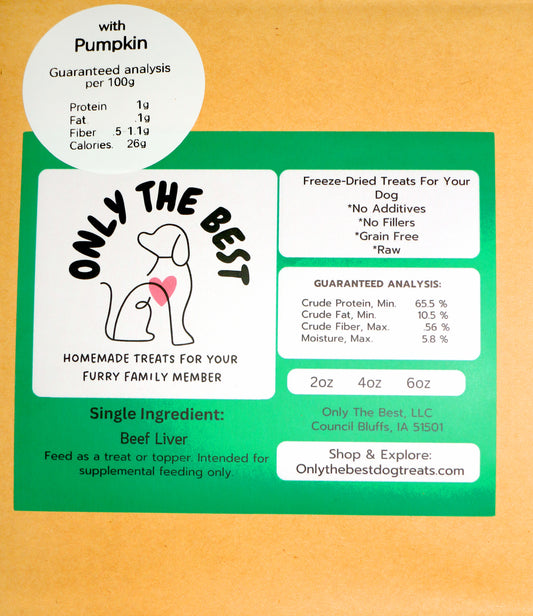 with
Pumpkin
Guaranteed analysis
per 100g
Protein 1g
Fat .1g
Fiber .5 1.1g
Calories. 26g
ONLY THE BEST
HOMEMADE TREATS FOR YOUR
FURRY FAMILY MEMBER
Single Ingredient:
Beef Liver
Feed as a treat or topper. Intended for
supplemental feeding only.
Freeze-Dried Treats For Your
Dog
*No Additives
*No Fillers
*Grain Free
*Raw
GUARANTEED ANALYSIS:
Crude Protein, Min. 65.5 %
Crude Fat, Min. 10.5 %
Crude Fiber, Max. .56 %
Moisture, Max. 5.8 %
2oz 4oz 6oz
Only The Best, LLC
Council Bluffs, IA 51501
Shop & Explore:
Onlythebestdogtreats.com